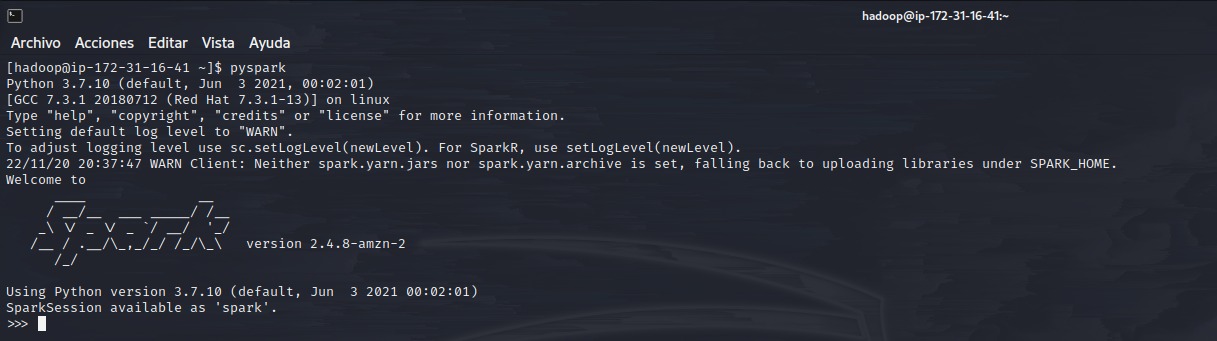 hadoop@ip-172-31-16-41:~
Archivo Acciones Editar Vista Ayuda
[hadoop@ip-172-31-16-41 ~]$ pyspark
Python 3.7.10 (default, Jun  3 2021, 00:02:01)
[GCC 7.3.1 20180712 (Red Hat 7.3.1-13)] on linux
Type "help", "copyright", "credits" or "license" for more information.
Setting default log level to "WARN".
To adjust logging level use sc.setLogLevel(newLevel). For SparkR, use setLogLevel(newLevel).
22/11/20 20:37:47 WARN Client: Neither spark.yarn.jars nor spark.yarn.archive is set, falling back to uploading libraries under SPARK_HOME.
Welcome to
      ____              __
     / __/__  ___ _____/ /__
    _\ \/ _ \/ _ `/ __/  '_/
   /__ / .__/\_,_/_/ /_/\_\   version 2.4.8-amzn-2
      /_/
Using Python version 3.7.10 (default, Jun  3 2021 00:02:01)
SparkSession available as 'spark'.
>>>